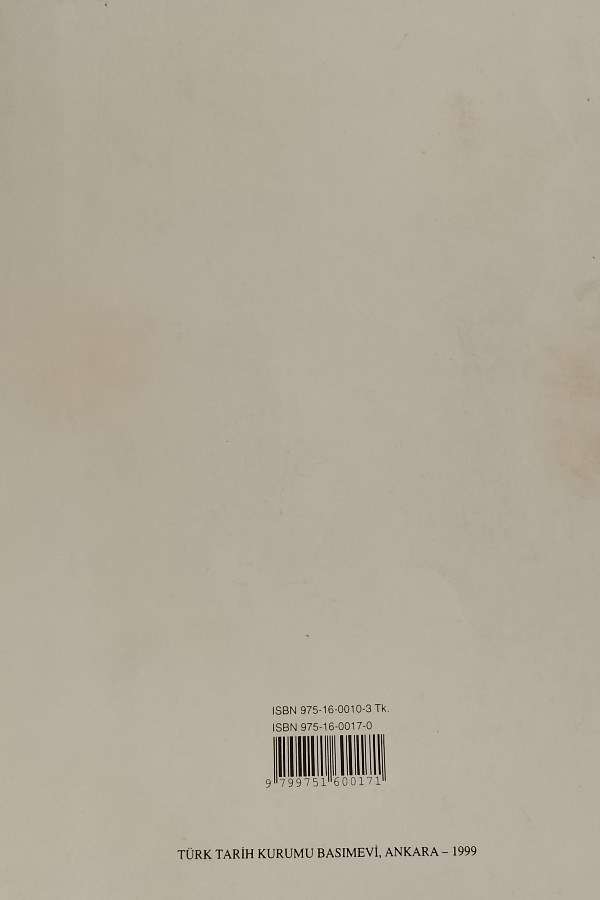 ISBN 975-16-0010-3 Tk.
ISBN 975-16-0017-0
9 799751 600171
TÜRK TARİH KURUMU BASIMEVİ, ANKARA – 1999